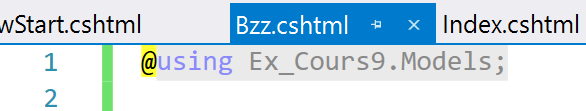 wStart.cshtml Bzz.cshtml Index.cshtml
1 @using Ex_Cours9.Models;
2